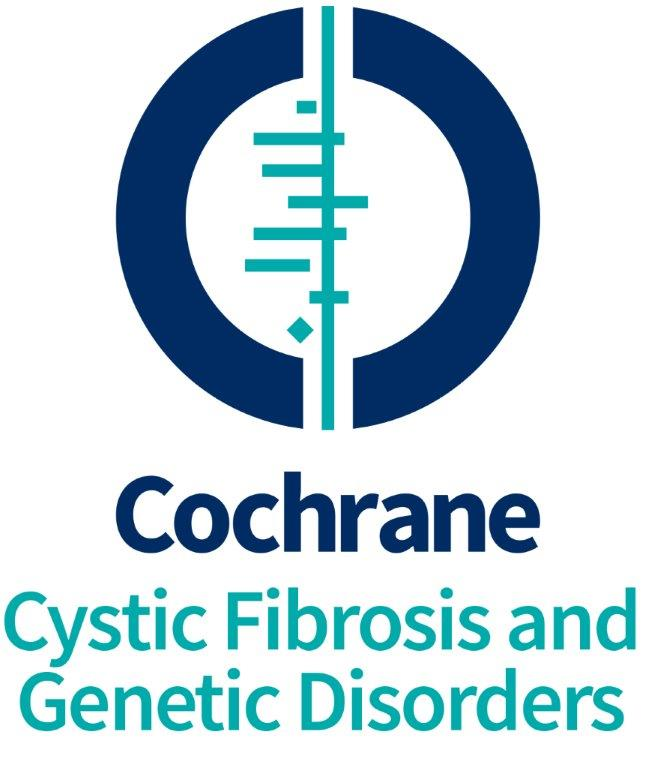 Cochrane
Cystic Fibrosis and
Genetic Disorders